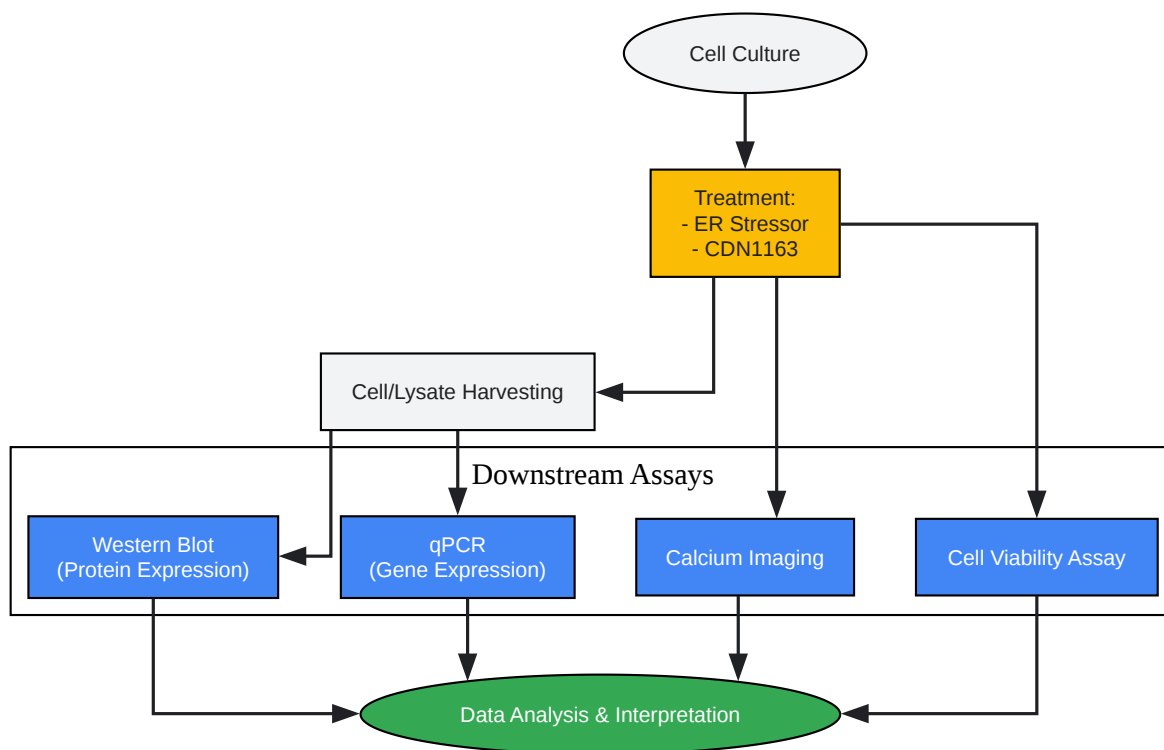 Cell Culture
Treatment:
- ER Stressor
- CDN1163
Cell/Lysate Harvesting
Downstream Assays
Western Blot
(Protein Expression)
qPCR
(Gene Expression)
Calcium Imaging
Cell Viability Assay
Data Analysis & Interpretation